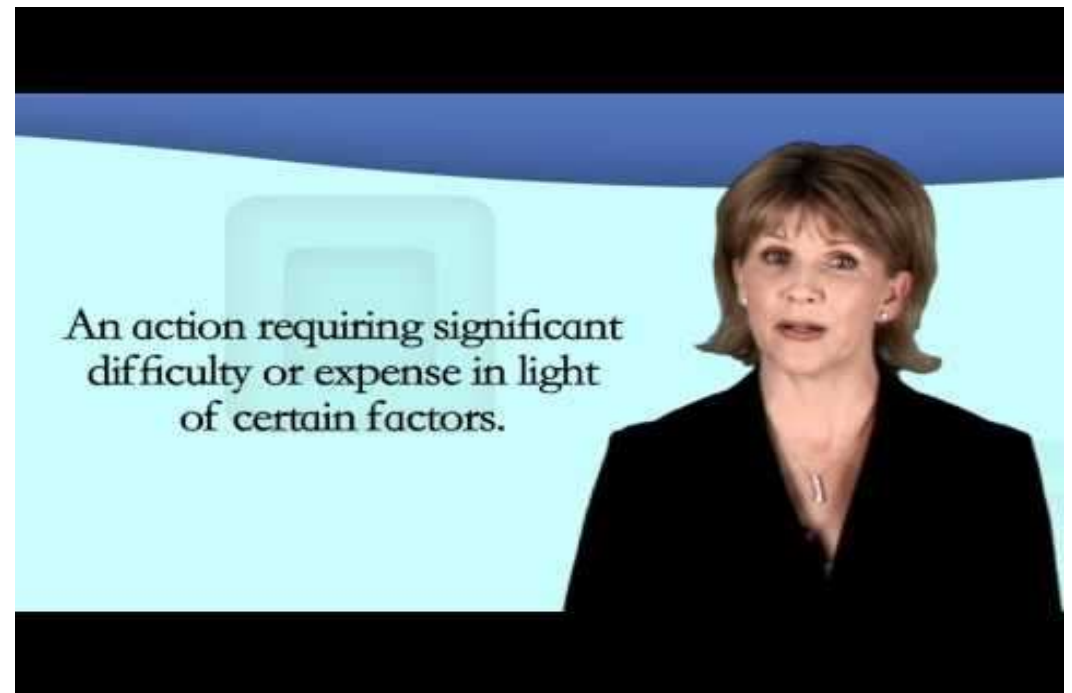 An action requiring significant
difficulty or expense in light
of certain factors.